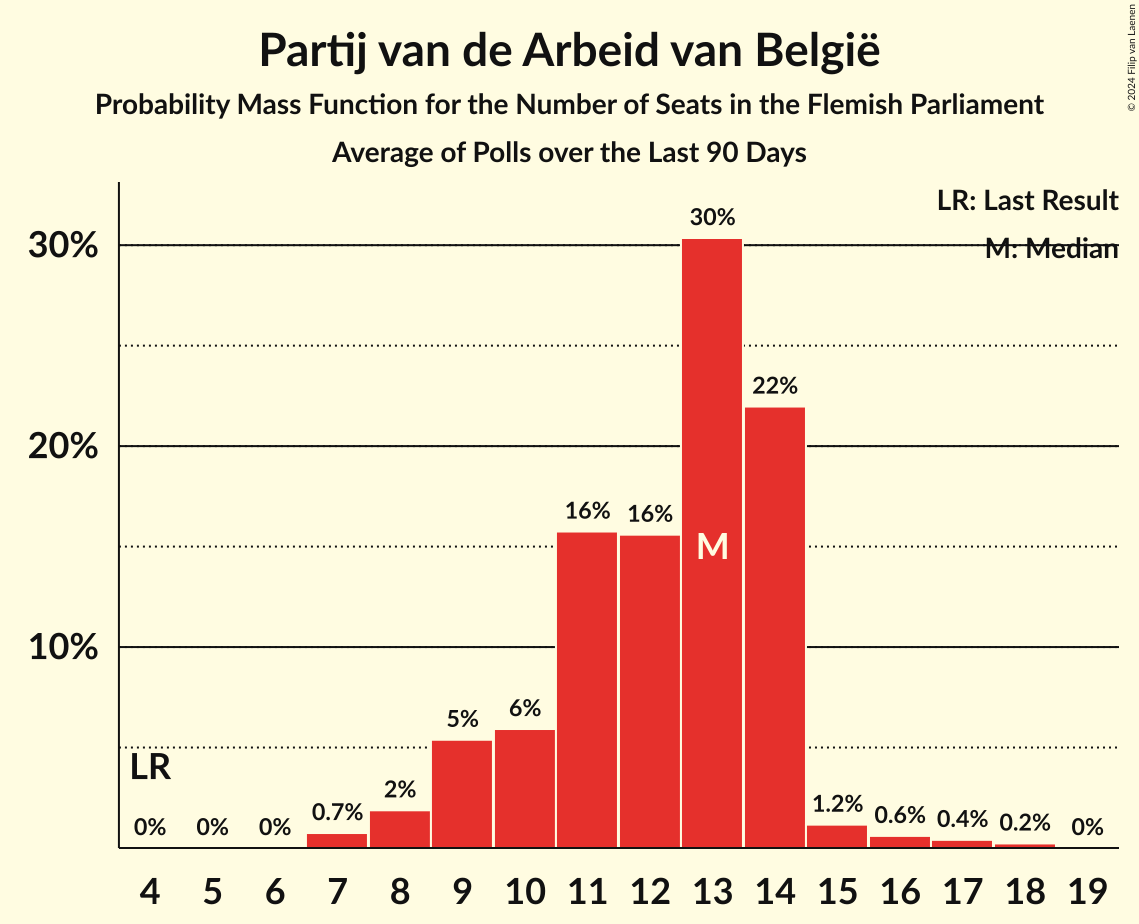 Partij van de Arbeid van België
Probability Mass Function for the Number of Seats in the Flemish Parliament
Average of Polls over the Last 90 Days
© 2024 Filip van Laenen
LR: Last Result
M: Median
30%
20%
10%
LR
0%
0%
0%
0.7%
2%
5%
6%
16%
16%
30%
M
22%
1.2%
0.6%
0.4%
0.2%
0%
4 5 6 7 8 9 10 11 12 13 14 15 16 17 18 19